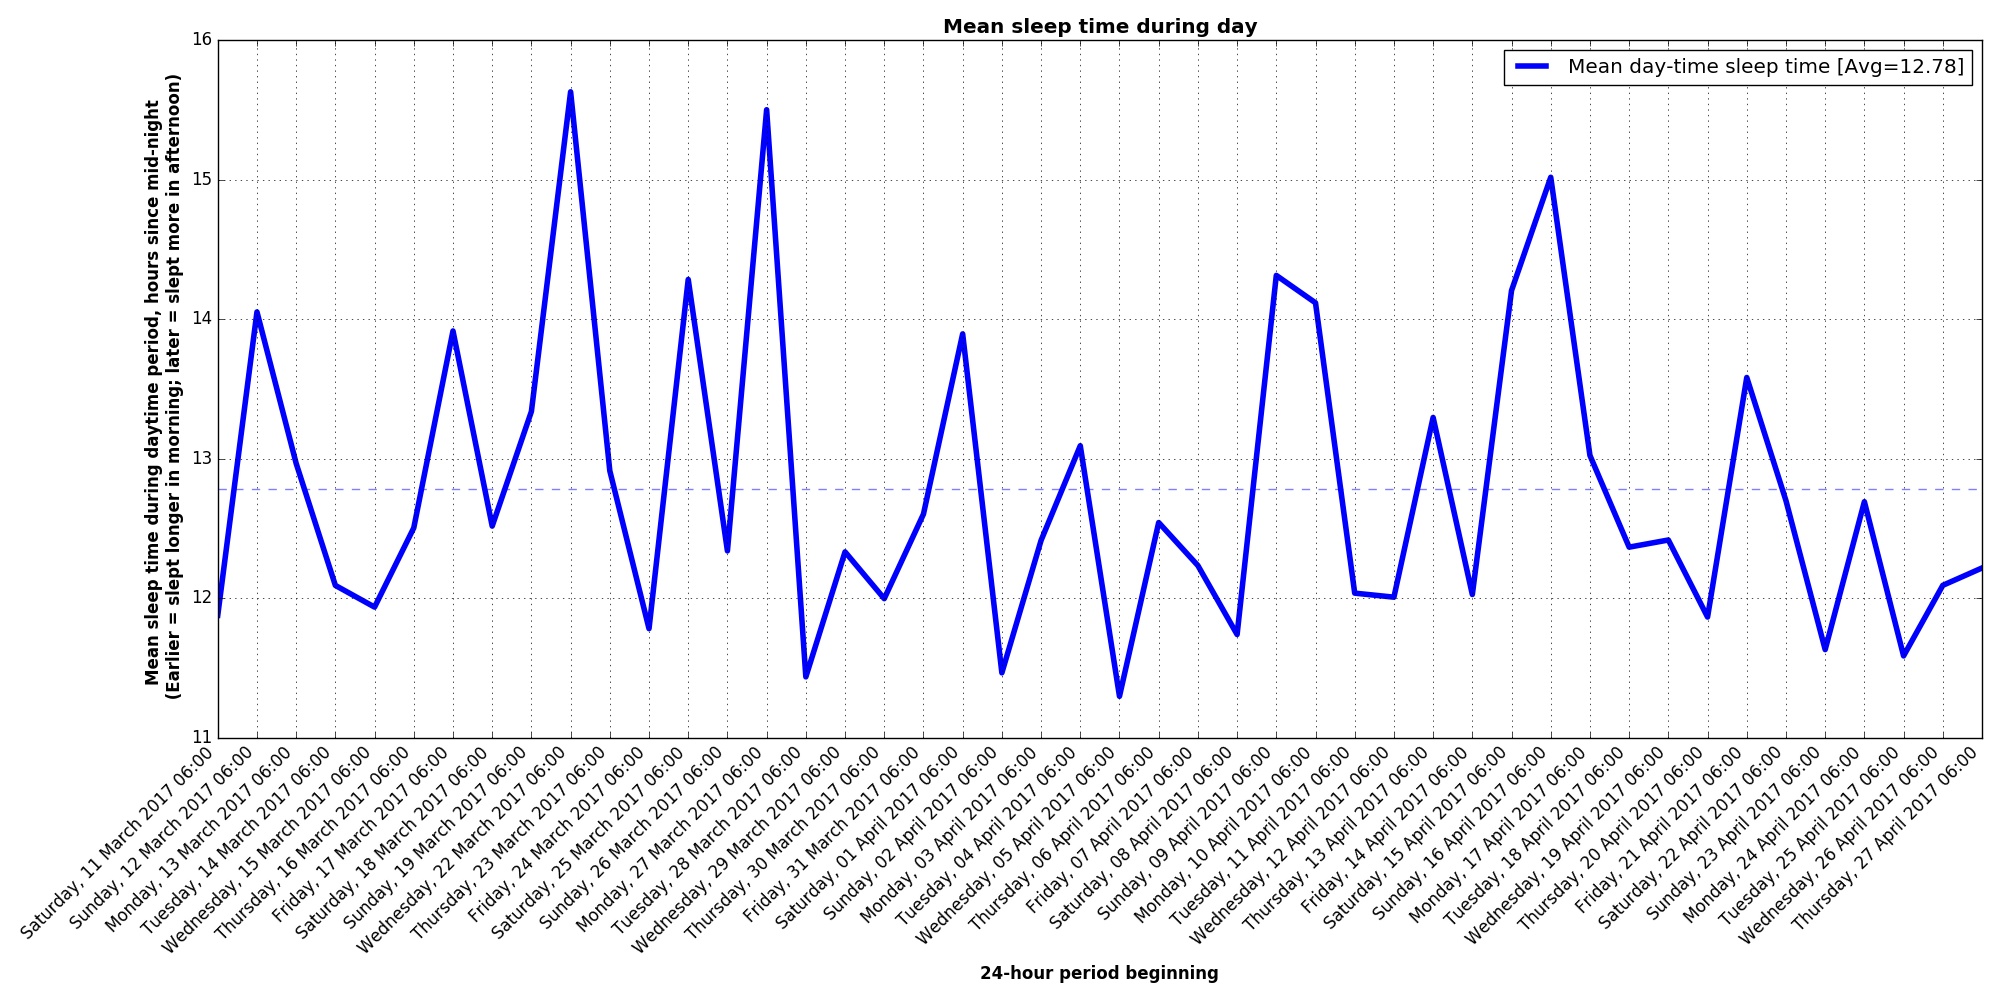 Mean sleep time during day
Mean day-time sleep time [Avg=12.78]
Mean sleep time during daytime period, hours since mid-night
(Earlier = slept longer in morning; later = slept more in afternoon)
16
15
14
13
12
11
Saturday, 11 March 2017 06:00
Sunday, 12 March 2017 06:00
Monday, 13 March 2017 06:00
Tuesday, 14 March 2017 06:00
Wednesday, 15 March 2017 06:00
Thursday, 16 March 2017 06:00
Friday, 17 March 2017 06:00
Saturday, 18 March 2017 06:00
Sunday, 19 March 2017 06:00
Wednesday, 22 March 2017 06:00
Thursday, 23 March 2017 06:00
Friday, 24 March 2017 06:00
Saturday, 25 March 2017 06:00
Sunday, 26 March 2017 06:00
Monday, 27 March 2017 06:00
Tuesday, 28 March 2017 06:00
Wednesday, 29 March 2017 06:00
Thursday, 30 March 2017 06:00
Friday, 31 March 2017 06:00
Saturday, 01 April 2017 06:00
Sunday, 02 April 2017 06:00
Monday, 03 April 2017 06:00
Tuesday, 04 April 2017 06:00
Wednesday, 05 April 2017 06:00
Thursday, 06 April 2017 06:00
Friday, 07 April 2017 06:00
Saturday, 08 April 2017 06:00
Sunday, 09 April 2017 06:00
Monday, 10 April 2017 06:00
Tuesday, 11 April 2017 06:00
Wednesday, 12 April 2017 06:00
Thursday, 13 April 2017 06:00
Friday, 14 April 2017 06:00
Saturday, 15 April 2017 06:00
Sunday, 16 April 2017 06:00
Monday, 17 April 2017 06:00
Tuesday, 18 April 2017 06:00
Wednesday, 19 April 2017 06:00
Thursday, 20 April 2017 06:00
Friday, 21 April 2017 06:00
Saturday, 22 April 2017 06:00
Sunday, 23 April 2017 06:00
Monday, 24 April 2017 06:00
Tuesday, 25 April 2017 06:00
Wednesday, 26 April 2017 06:00
Thursday, 27 April 2017 06:00
24-hour period beginning